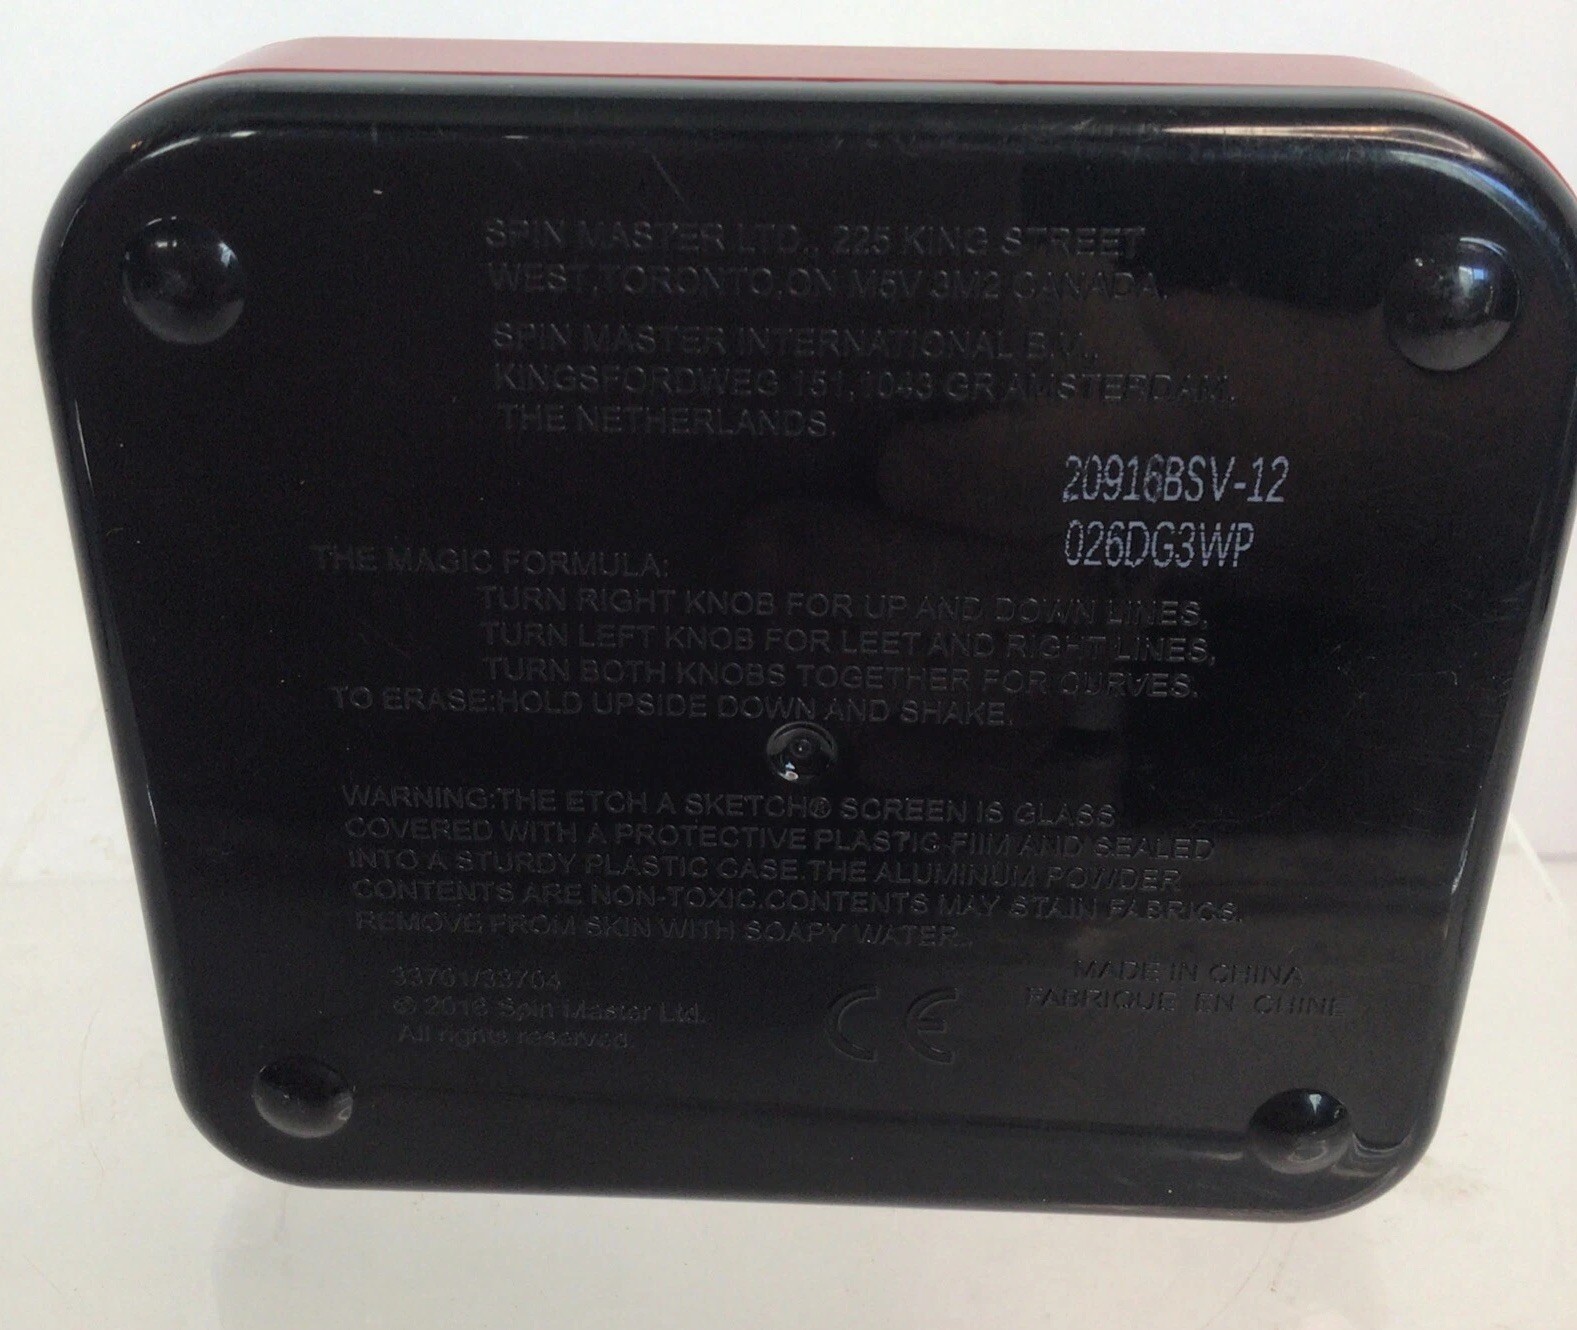 SPIN MASTER LTD., 225 KING STREET
WEST, TORONTO, ON M5V 3M2 CANADA.
SPIN MASTER INTERNATIONAL B.V.,
KINGSFORDWEG 151, 1043 GR AMSTERDAM,
THE NETHERLANDS.
20916BSV-12
026DG3WP
THE MAGIC FORMULA:
TURN RIGHT KNOB FOR UP AND DOWN LINES,
TURN LEFT KNOB FOR LEET AND RIGHT LINES,
TURN BOTH KNOBS TOGETHER FOR CURVES.
TO ERASE:HOLD UPSIDE DOWN AND SHAKE.
WARNING:THE ETCH A SKETCH® SCREEN IS GLASS
COVERED WITH A PROTECTIVE PLASTIC FIIM AND SEALED
INTO A STURDY PLASTIC CASE.THE ALUMINUM POWDER
CONTENTS ARE NON-TOXIC.CONTENTS MAY STAIN FABRICS.
REMOVE FROM SKIN WITH SOAPY WATER.
33701/33704
© 2016 Spin Master Ltd.
All rights reserved.
CE
MADE IN CHINA
FABRIQUE EN CHINE